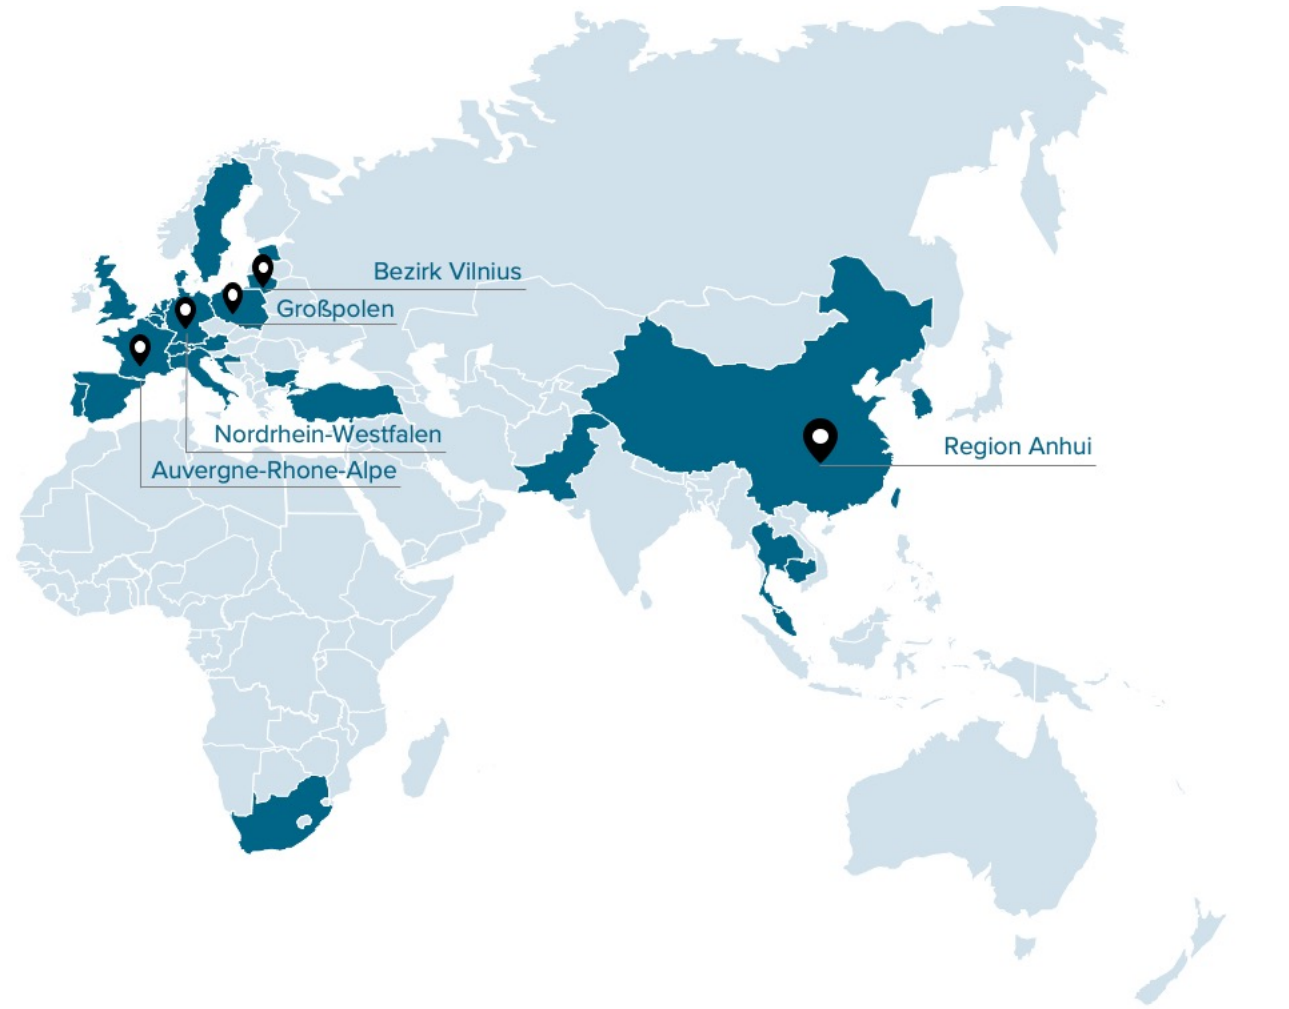 Bezirk Vilnius
Großpolen
Nordrhein-Westfalen
Region Anhui
Auvergne-Rhone-Alpe